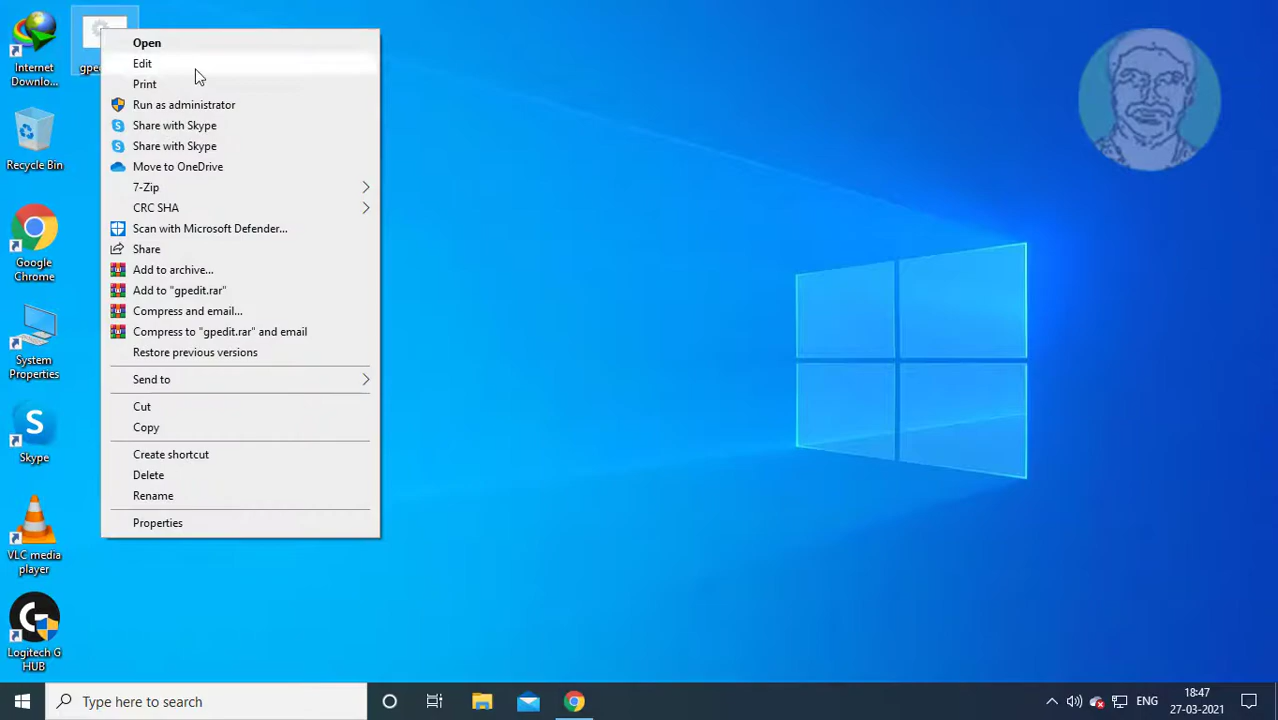 Internet
Downlo...
Recycle Bin
Google
Chrome
System
Properties
Skype
VLC media
player
Logitech G
HUB
Open
Edit
Print
Run as administrator
Share with Skype
Share with Skype
Move to OneDrive
7-Zip
CRC SHA
Scan with Microsoft Defender...
Share
Add to archive...
Add to "gpedit.rar"
Compress and email...
Compress to "gpedit.rar" and email
Restore previous versions
Send to
Cut
Copy
Create shortcut
Delete
Rename
Properties
Type here to search
ENG
18:47
27-03-2021